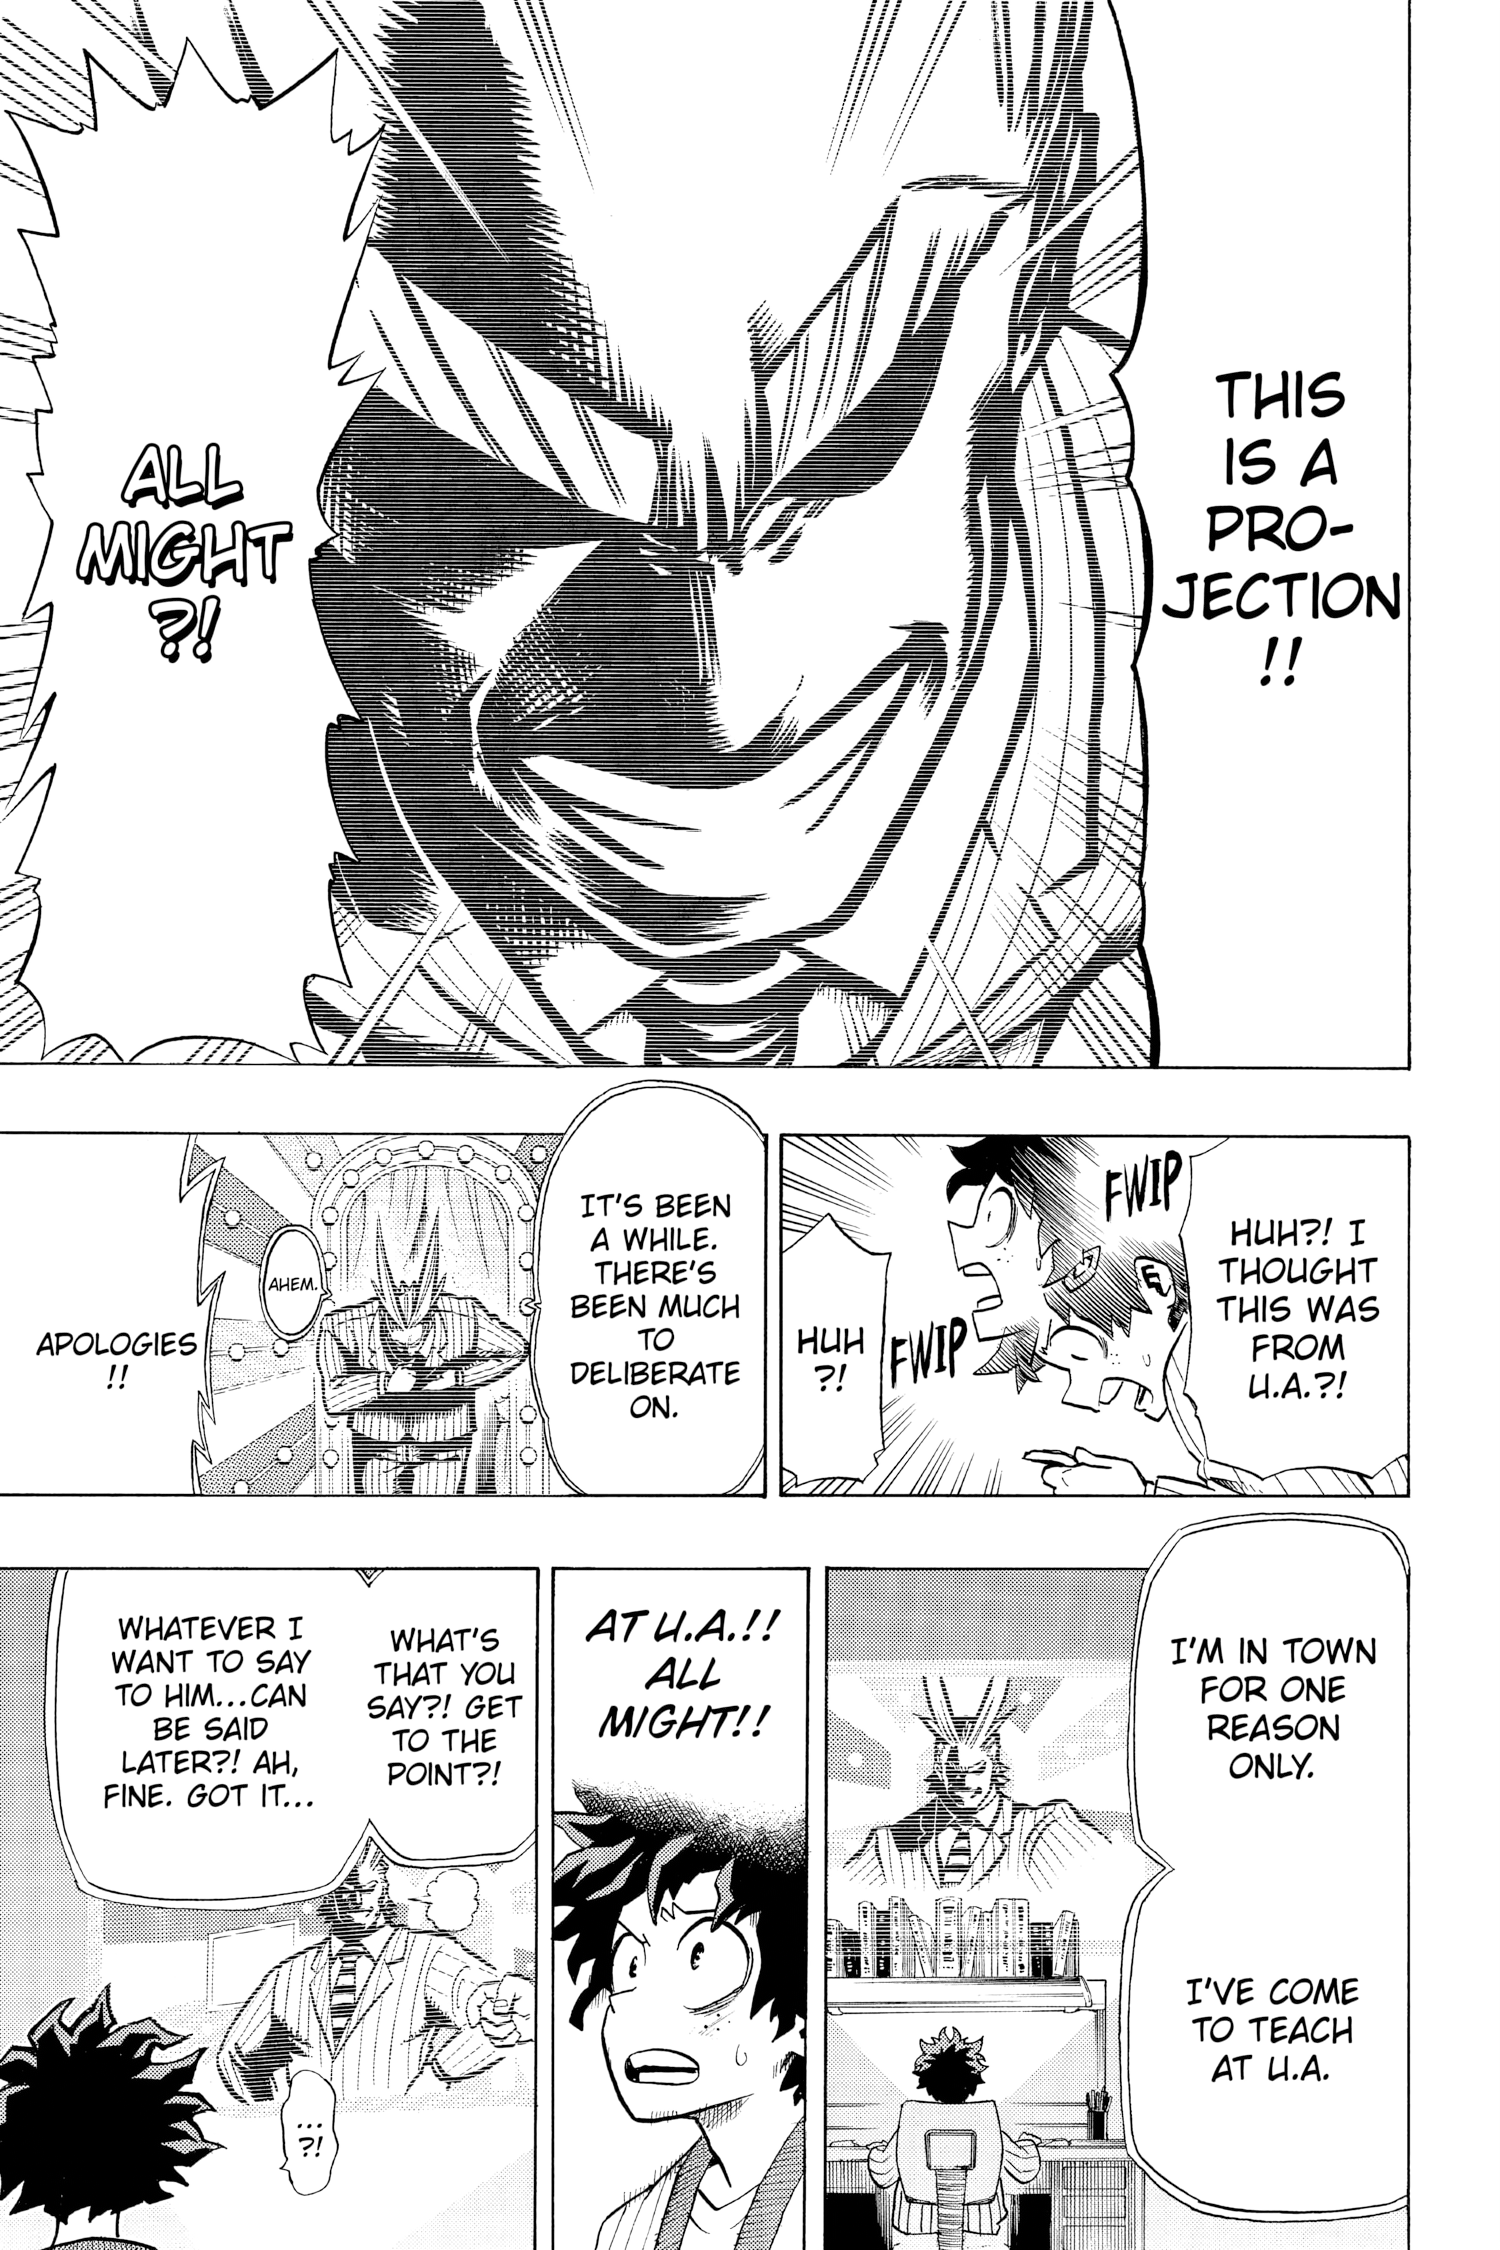 THIS
IS A
PRO-
JECTION
!!
ALL
MIGHT
?!
HUH?! I
THOUGHT
THIS WAS
FROM
U.A.?!
FWIP
FWIP
HUH
?!
IT'S BEEN
A WHILE.
THERE'S
BEEN MUCH
TO
DELIBERATE
ON.
AHEM.
APOLOGIES
!!
I'M IN TOWN
FOR ONE
REASON
ONLY.
I'VE COME
TO TEACH
AT U.A.
AT U.A.!!
ALL
MIGHT!!
WHAT'S
THAT YOU
SAY?! GET
TO THE
POINT?!
WHATEVER I
WANT TO SAY
TO HIM...CAN
BE SAID
LATER?! AH,
FINE. GOT IT...
...
?!